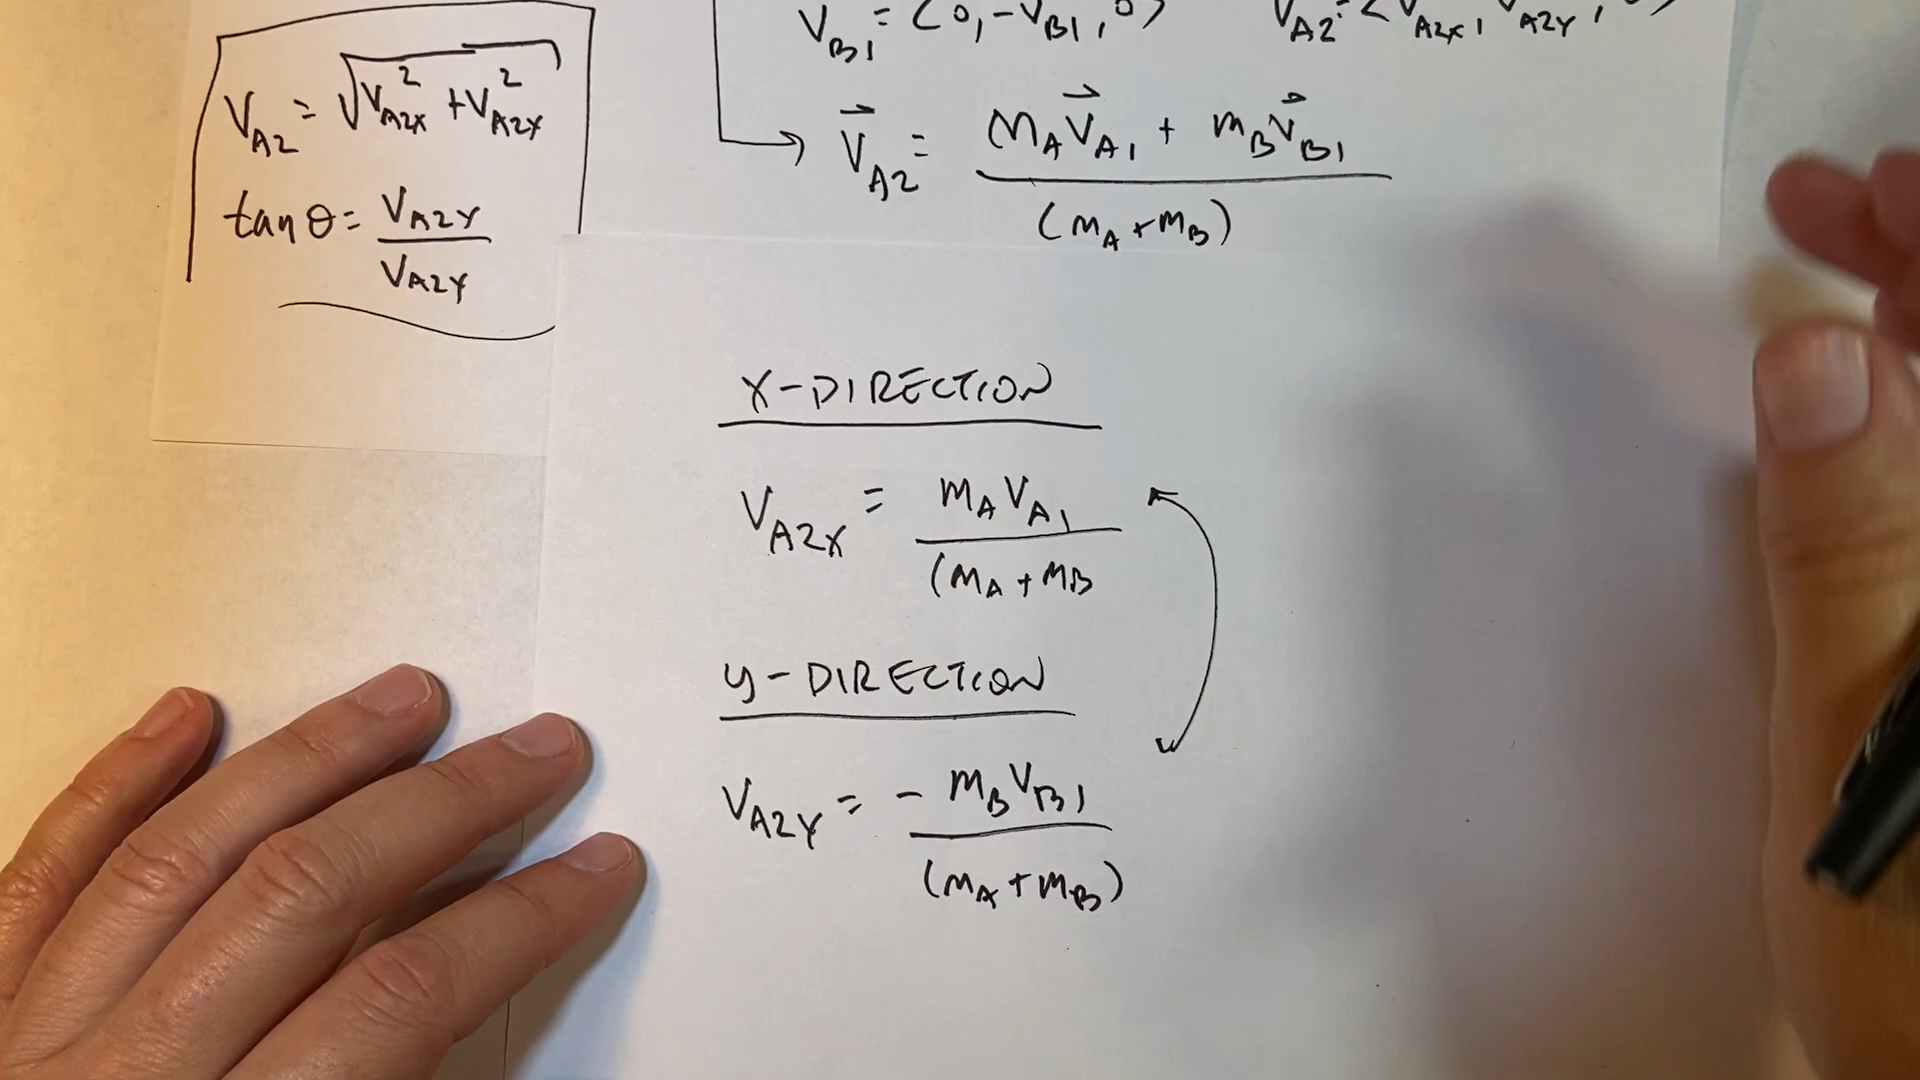 V_A2 = √(V_A2X² + V_A2X²)
tan θ = V_A2Y / V_A2Y
V_B1 = ⟨0, -V_B1, 0⟩ V_A2 = ⟨V_A2X, V_A2Y,
V⃗_A2 = (m_A V⃗_A1 + m_B V⃗_B1) / (m_A + m_B)
X-DIRECTION
V_A2X = m_A V_A1 / (m_A + m_B
y-DIRECTION
V_A2Y = - m_B V_B1 / (m_A + m_B)